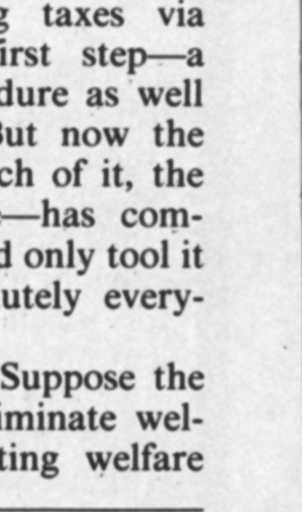 g taxes via
irst step—a
dure as well
But now the
ch of it, the
—has com-
d only tool it
utely every-
Suppose the
iminate wel-
ting welfare